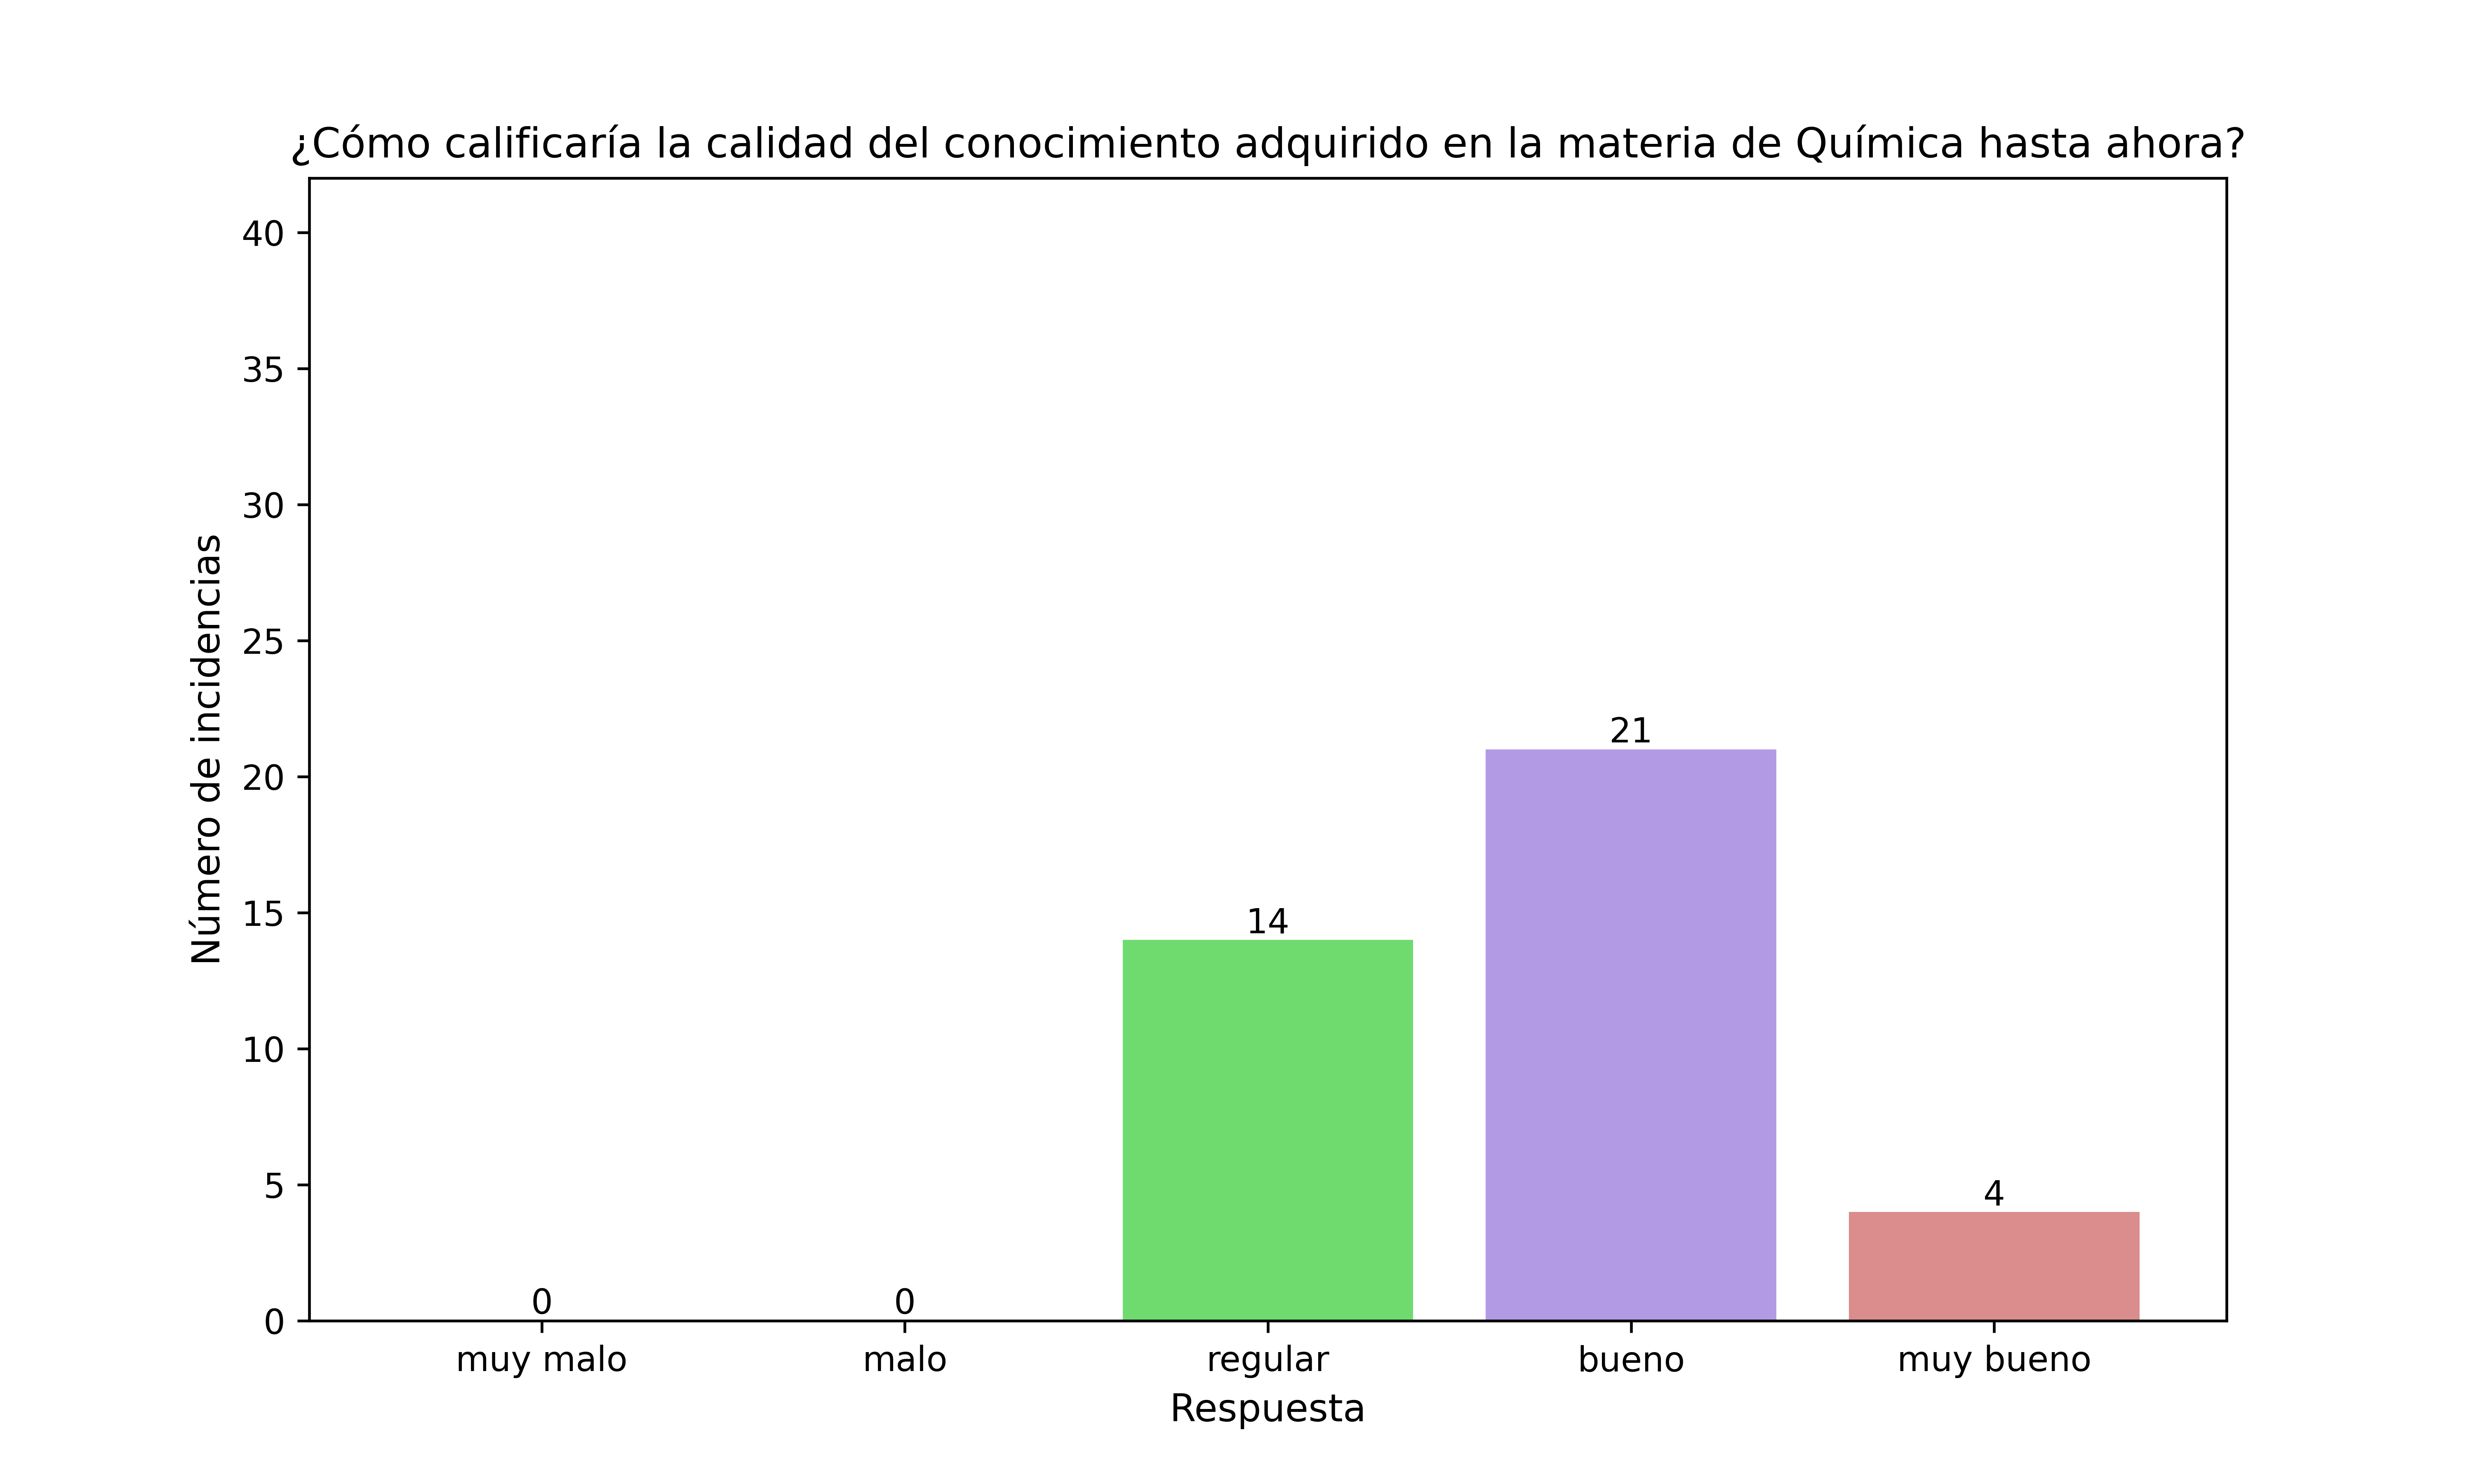 ¿Cómo calificaría la calidad del conocimiento adquirido en la materia de Química hasta ahora?
40
35
30
25
20
15
10
5
0
Número de incidencias
0
0
14
21
4
muy malo
malo
regular
bueno
muy bueno
Respuesta